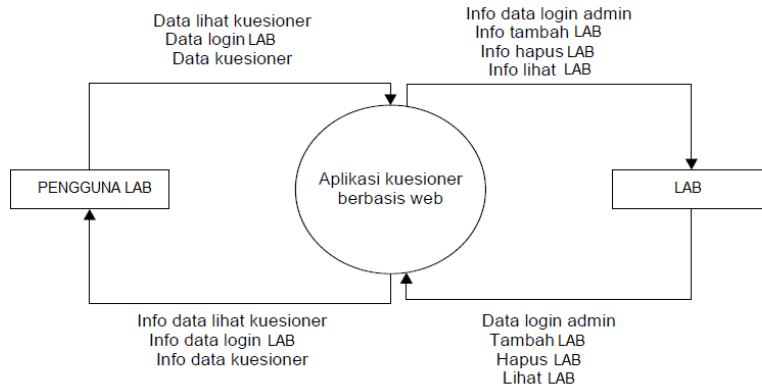 Data lihat kuesioner
Data login LAB
Data kuesioner
Info data login admin
Info tambah LAB
Info hapus LAB
Info lihat LAB
PENGGUNA LAB
Aplikasi kuesioner
berbasis web
LAB
Info data lihat kuesioner
Info data login LAB
Info data kuesioner
Data login admin
Tambah LAB
Hapus LAB
Lihat LAB